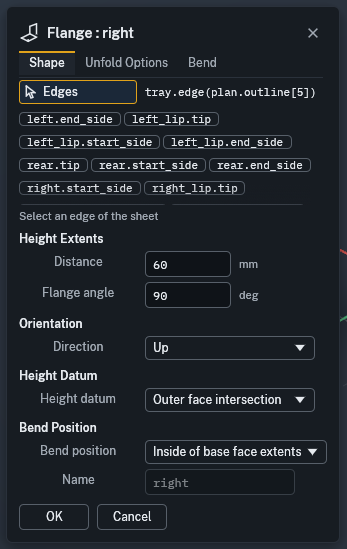 Flange : right
Shape Unfold Options Bend
Edges tray.edge(plan.outline[5])
left.end_side left_lip.tip
left_lip.start_side left_lip.end_side
rear.tip rear.start_side rear.end_side
right.start_side right_lip.tip
Select an edge of the sheet
Height Extents
Distance 60 mm
Flange angle 90 deg
Orientation
Direction Up
Height Datum
Height datum Outer face intersection
Bend Position
Bend position Inside of base face extents
Name right
OK Cancel